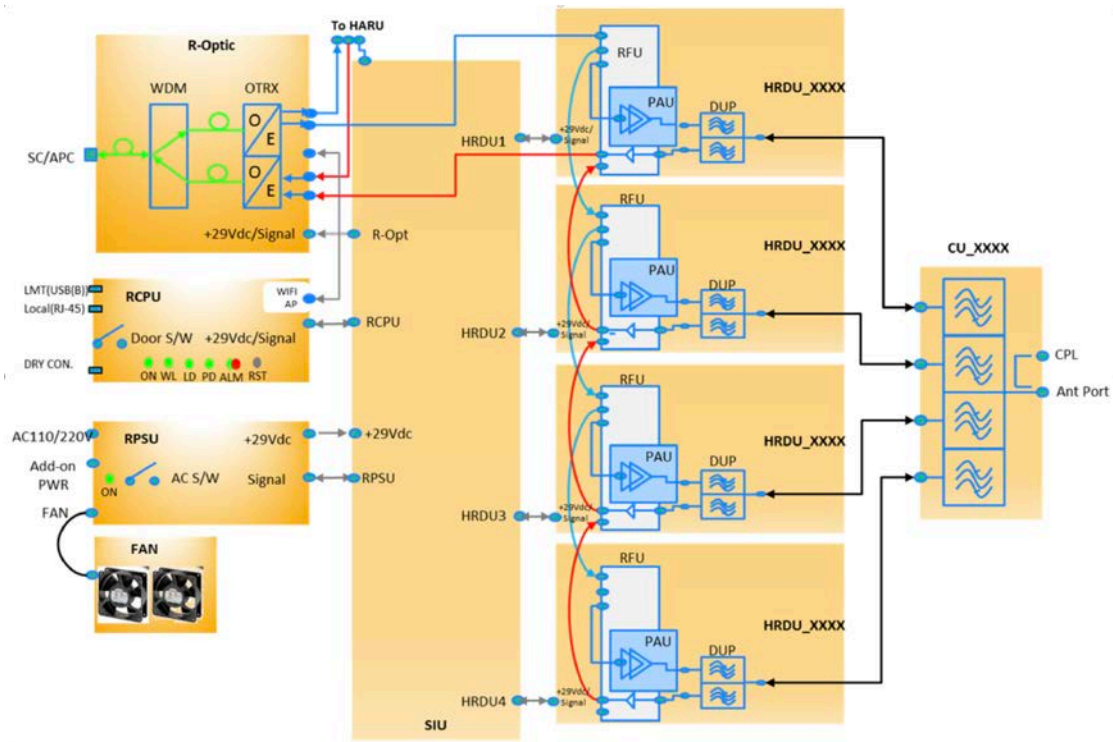 To HARU
R-Optic
WDM
OTRX
O
E
O
E
SC/APC
+29Vdc/Signal
R-Opt
LMT(USB(B))
Local(RJ-45)
RCPU
WIFI
AP
Door S/W
+29Vdc/Signal
DRY CON.
ON WL LD PD ALM RST
RCPU
AC110/220V
RPSU
+29Vdc
+29Vdc
Add-on
PWR
ON
AC S/W
Signal
RPSU
FAN
FAN
SIU
HRDU1
+29Vdc/
Signal
RFU
PAU
DUP
HRDU_XXXX
HRDU2
+29Vdc/
Signal
RFU
PAU
DUP
HRDU_XXXX
HRDU3
+29Vdc/
Signal
RFU
PAU
DUP
HRDU_XXXX
HRDU4
+29Vdc/
Signal
RFU
PAU
DUP
HRDU_XXXX
CU_XXXX
CPL
Ant Port